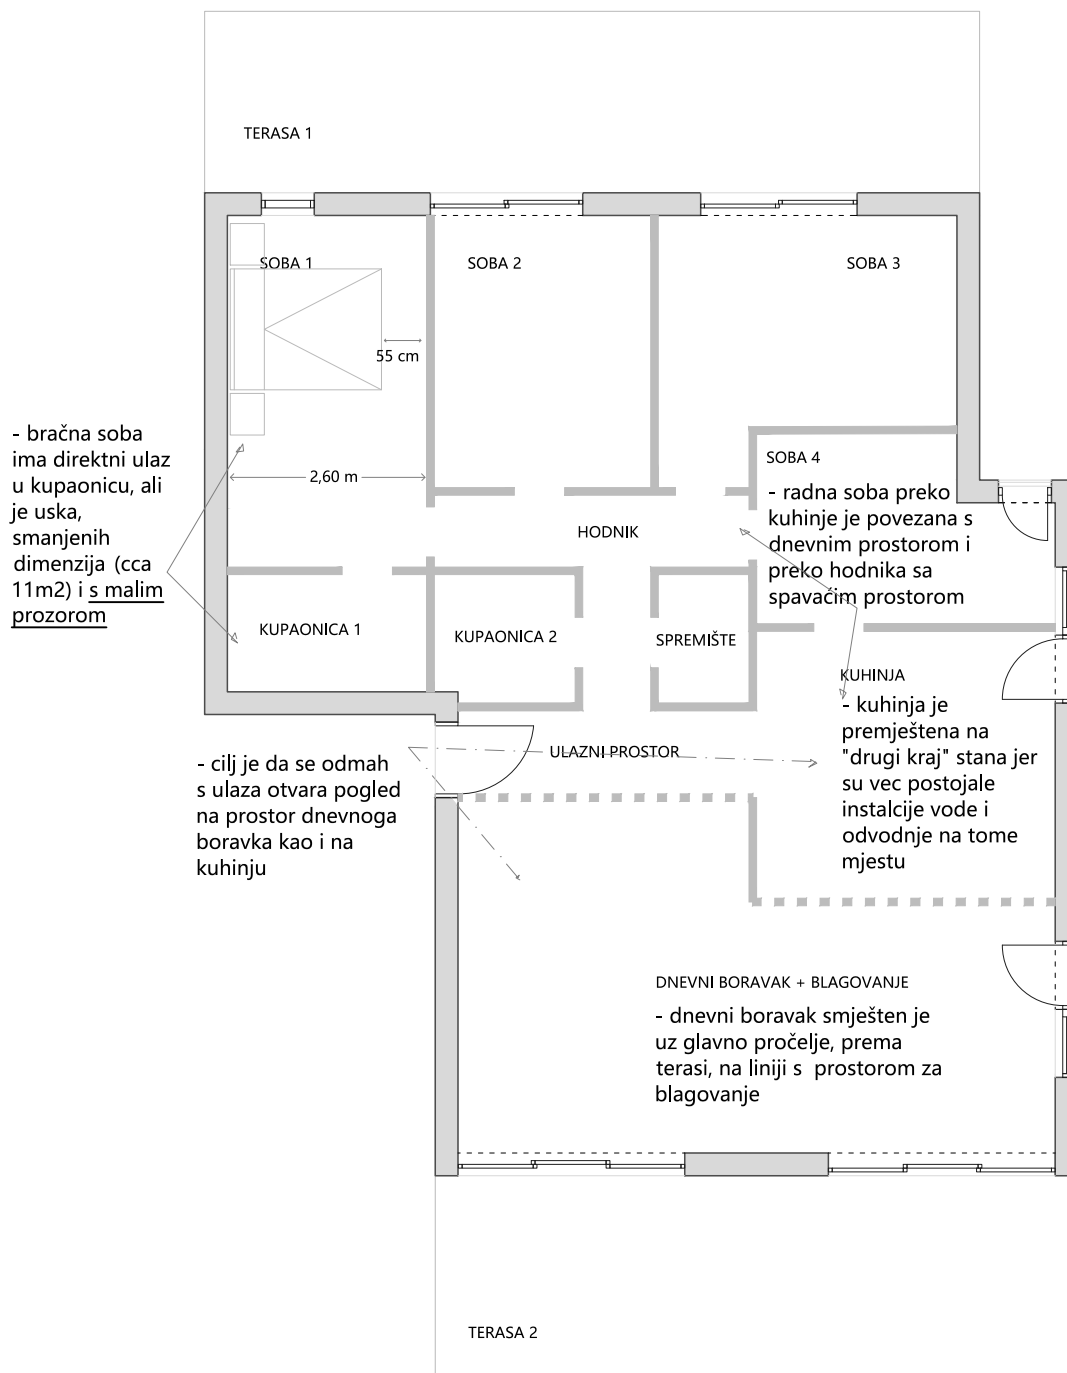 TERASA 1
SOBA 1
SOBA 2
SOBA 3
55 cm
- bračna soba
ima direktni ulaz
u kupaonicu, ali
je uska,
smanjenih
dimenzija (cca
11m2) i s malim
prozorom
2,60 m
SOBA 4
- radna soba preko
kuhinje je povezana s
dnevnim prostorom i
preko hodnika sa
spavaćim prostorom
HODNIK
KUPAONICA 1
KUPAONICA 2
SPREMIŠTE
KUHINJA
- kuhinja je
premještena na
"drugi kraj" stana jer
su vec postojale
instalcije vode i
odvodnje na tome
mjestu
ULAZNI PROSTOR
- cilj je da se odmah
s ulaza otvara pogled
na prostor dnevnoga
boravka kao i na
kuhinju
DNEVNI BORAVAK + BLAGOVANJE
- dnevni boravak smješten je
uz glavno pročelje, prema
terasi, na liniji s prostorom za
blagovanje
TERASA 2